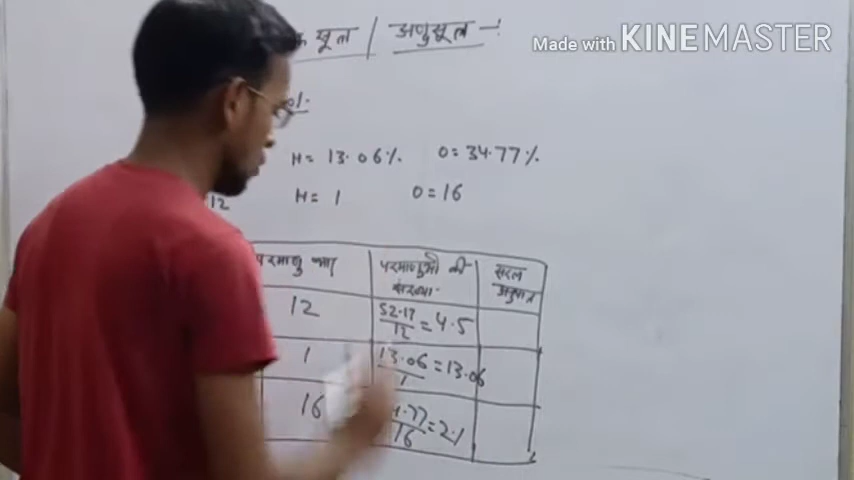 सूत्र / अणुसूत्र -:
Made with KINEMASTER
H = 13.06% O = 34.77%
12 H = 1 O = 16
परमाणु भार परमाणुओं की संख्या. सरल अनुपात
12 52.17/12 = 4.5
1 13.06/1 = 13.06
16 4.77/16 = 2.1